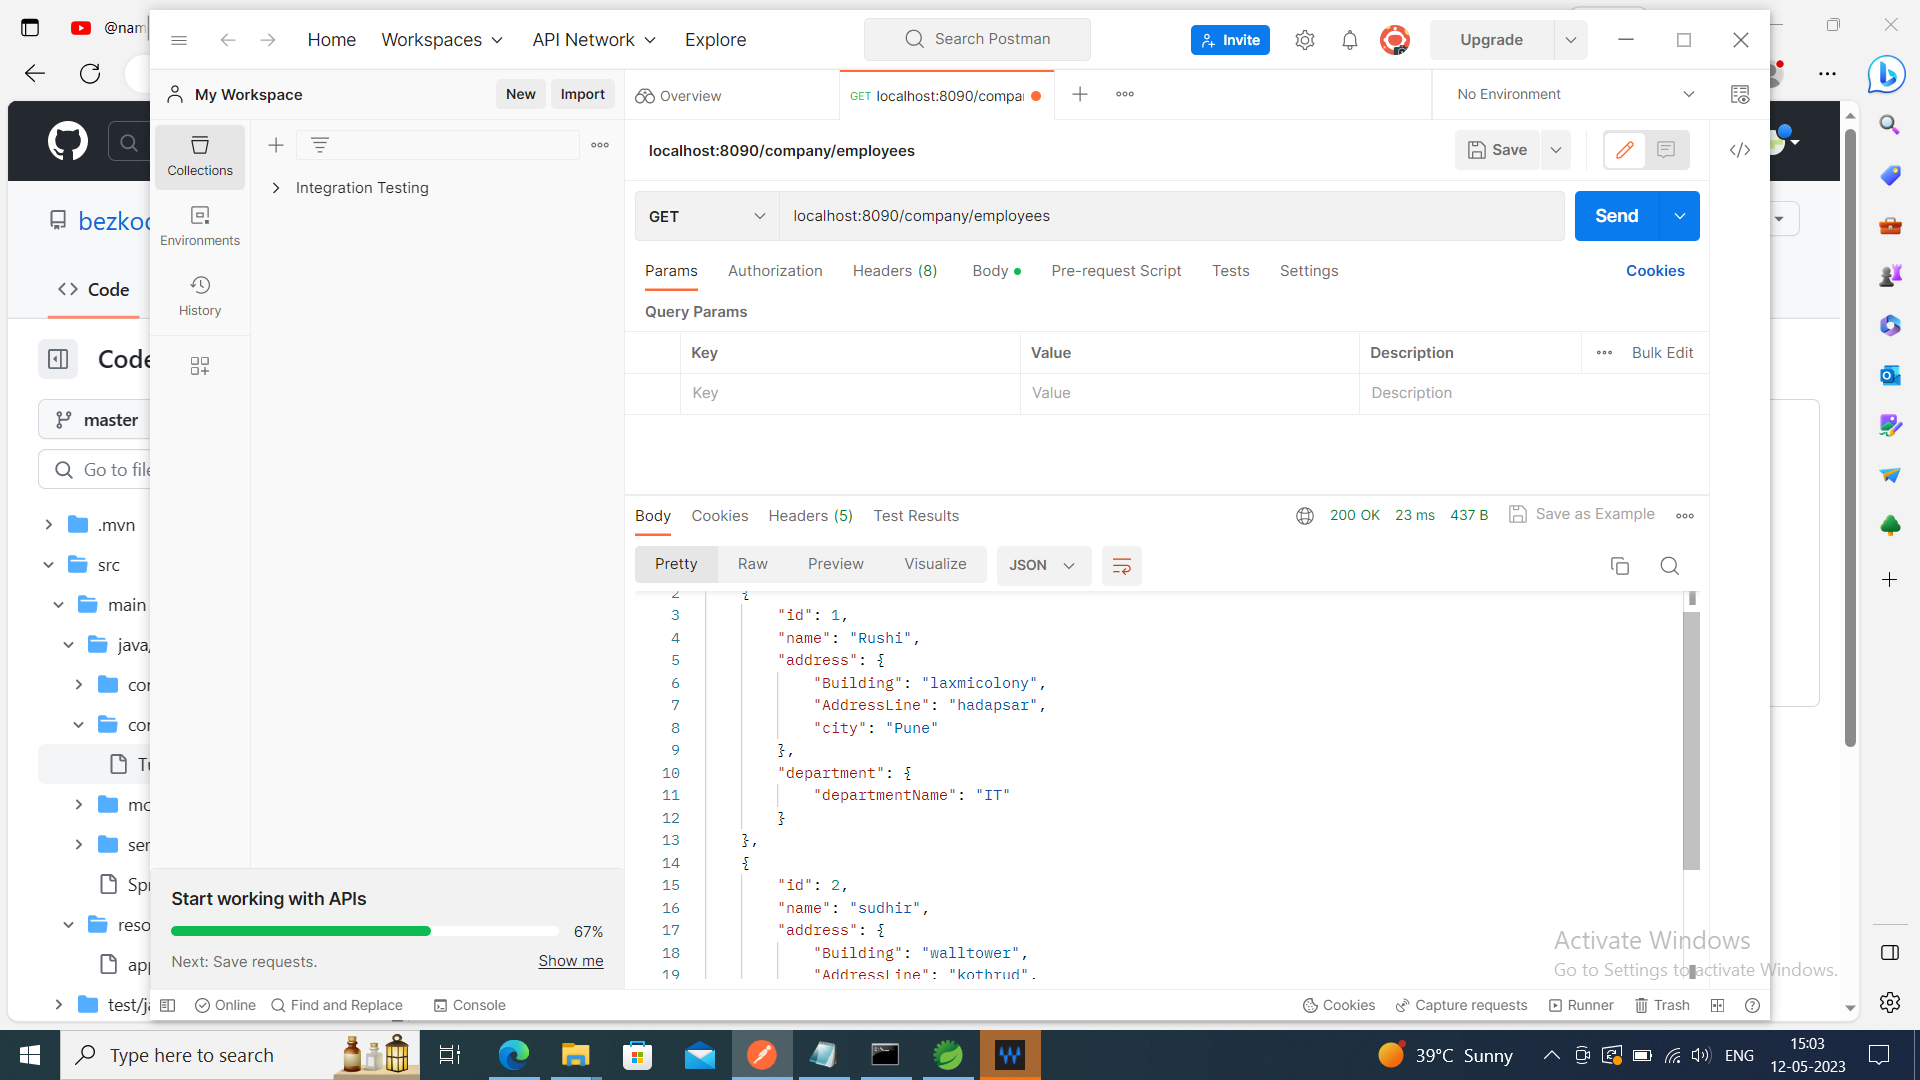 @nam
Home
Workspaces
API Network
Explore
Search Postman
Invite
Upgrade
My Workspace
New
Import
Overview
GET localhost:8090/compa
No Environment
Collections
Environments
History
Integration Testing
localhost:8090/company/employees
Save
GET
localhost:8090/company/employees
Send
Params
Authorization
Headers (8)
Body
Pre-request Script
Tests
Settings
Cookies
Query Params
Key
Value
Description
Bulk Edit
Key
Value
Description
bezkod
Code
Code
master
Go to file
.mvn
src
main
java/
cor
cor
Tu
mo
ser
Spr
reso
app
test/ja
Body
Cookies
Headers (5)
Test Results
200 OK
23 ms
437 B
Save as Example
Pretty
Raw
Preview
Visualize
JSON
2 {
3 "id": 1,
4 "name": "Rushi",
5 "address": {
6 "Building": "laxmicolony",
7 "AddressLine": "hadapsar",
8 "city": "Pune"
9 },
10 "department": {
11 "departmentName": "IT"
12 }
13 },
14 {
15 "id": 2,
16 "name": "sudhir",
17 "address": {
18 "Building": "walltower",
19 "AddressLine": "kothrud",
Start working with APIs
67%
Next: Save requests.
Show me
Activate Windows
Go to Settings to activate Windows.
Online
Find and Replace
Console
Cookies
Capture requests
Runner
Trash
Type here to search
39°C Sunny
ENG
15:03
12-05-2023